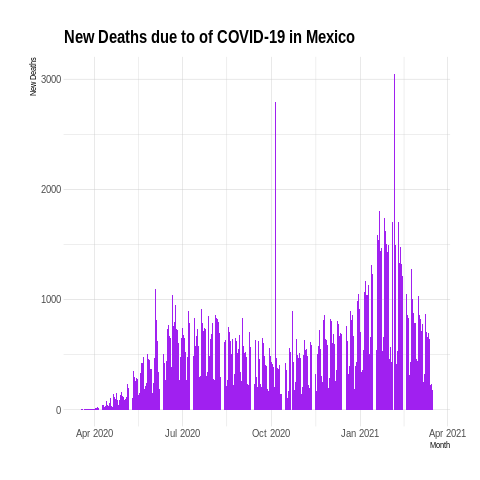 New Deaths due to of COVID-19 in Mexico
New Deaths
3000
2000
1000
0
Apr 2020 Jul 2020 Oct 2020 Jan 2021 Apr 2021
Month